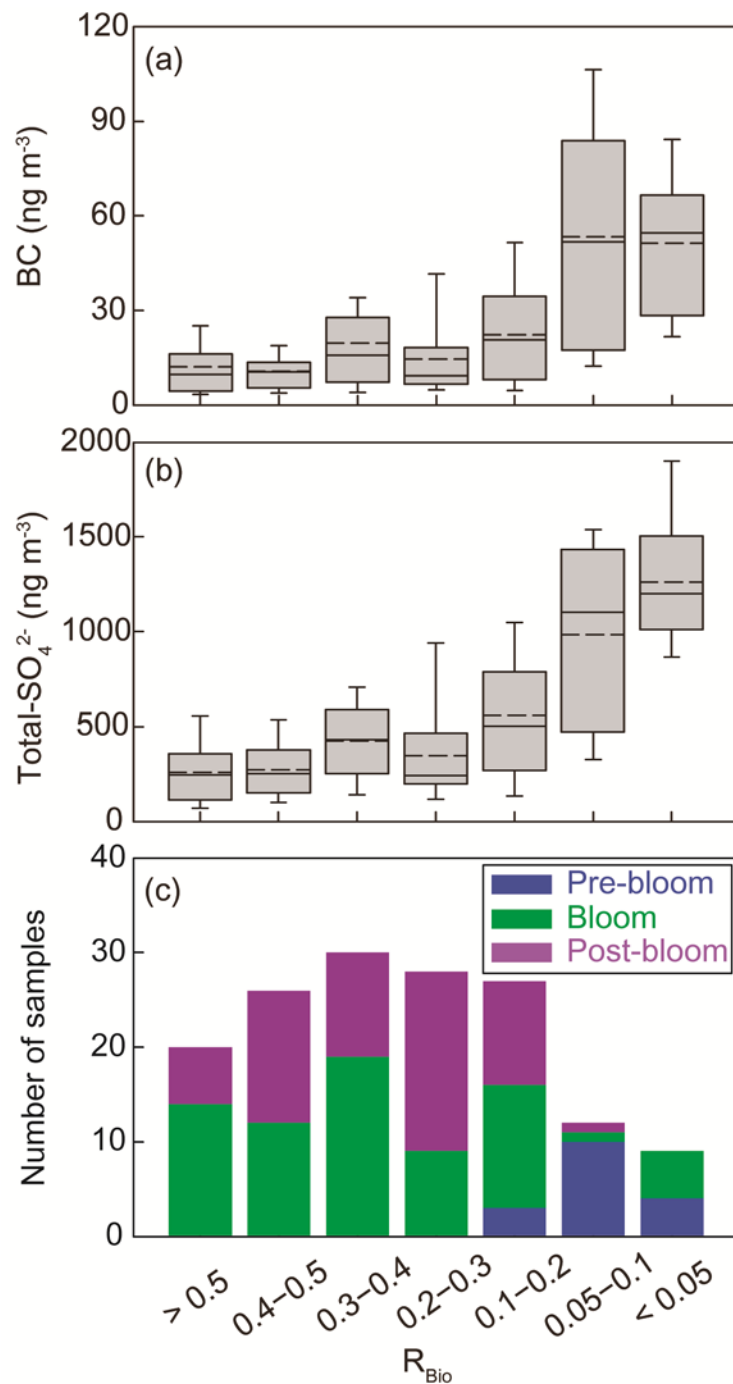 120
(a)
90
60
30
0
BC (ng m⁻³)
2000
(b)
1500
1000
500
0
Total-SO₄²⁻ (ng m⁻³)
40
(c)
Pre-bloom
Bloom
Post-bloom
30
20
10
0
Number of samples
> 0.5
0.4–0.5
0.3–0.4
0.2–0.3
0.1–0.2
0.05–0.1
< 0.05
R_Bio